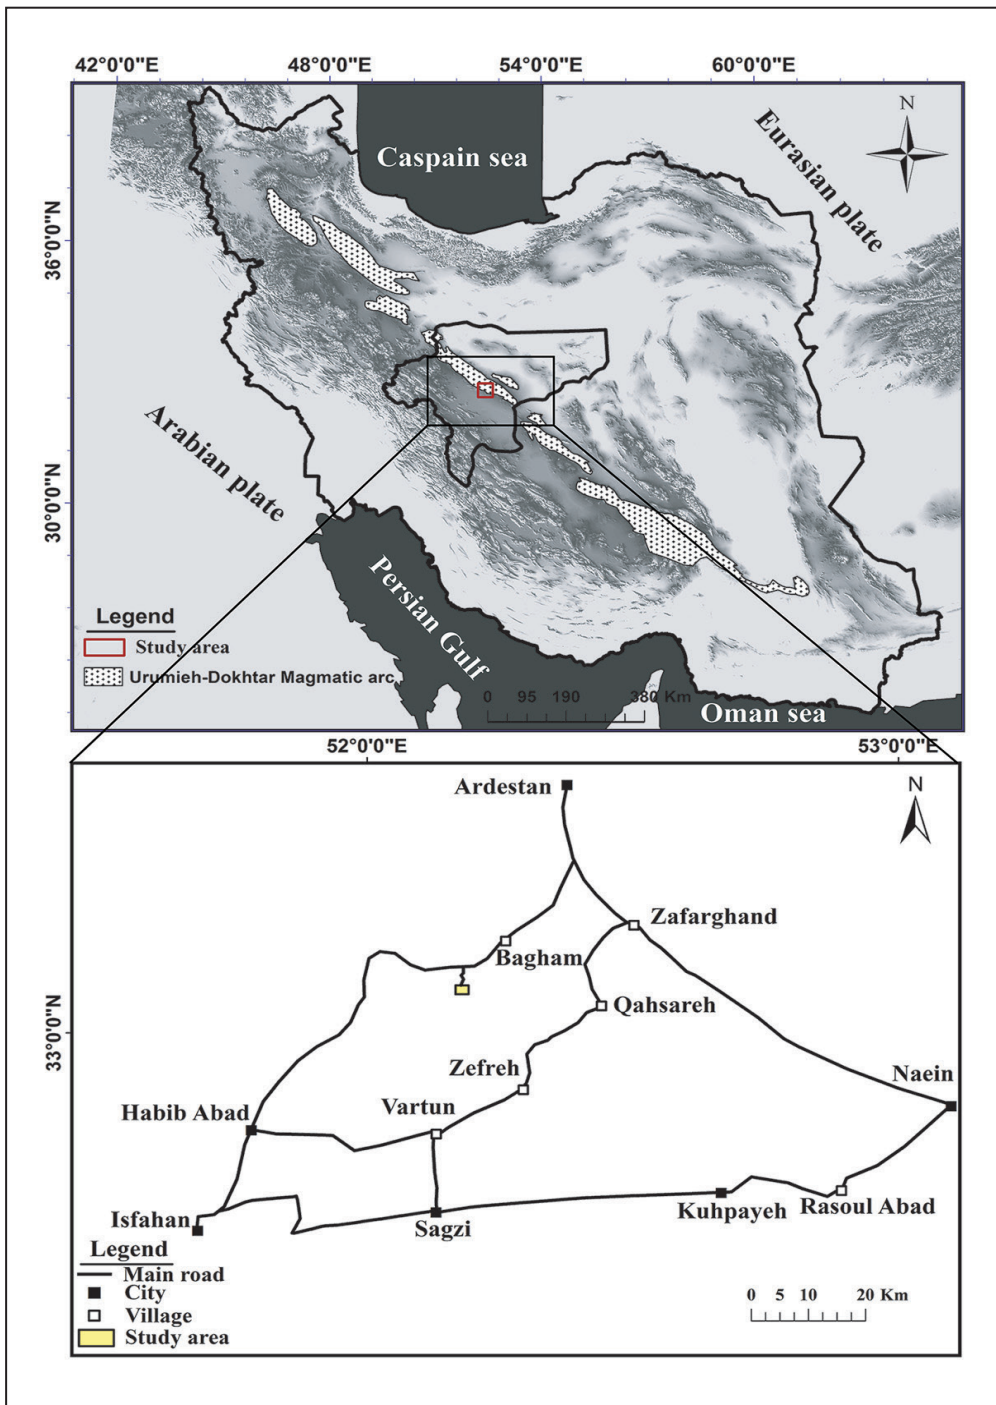 42°0'0"E 48°0'0"E 54°0'0"E 60°0'0"E
N
Caspain sea
Eurasian plate
36°0'0"N
Arabian plate
30°0'0"N
Persian Gulf
Legend
Study area
Urumieh-Dokhtar Magmatic arc
0 95 190 380 Km
Oman sea
52°0'0"E 53°0'0"E
Ardestan
N
Zafarghand
Bagham
Qahsareh
33°0'0"N
Zefreh
Naein
Vartun
Habib Abad
Rasoul Abad
Kuhpayeh
Isfahan
Sagzi
Legend
Main road
City
Village
Study area
0 5 10 20 Km